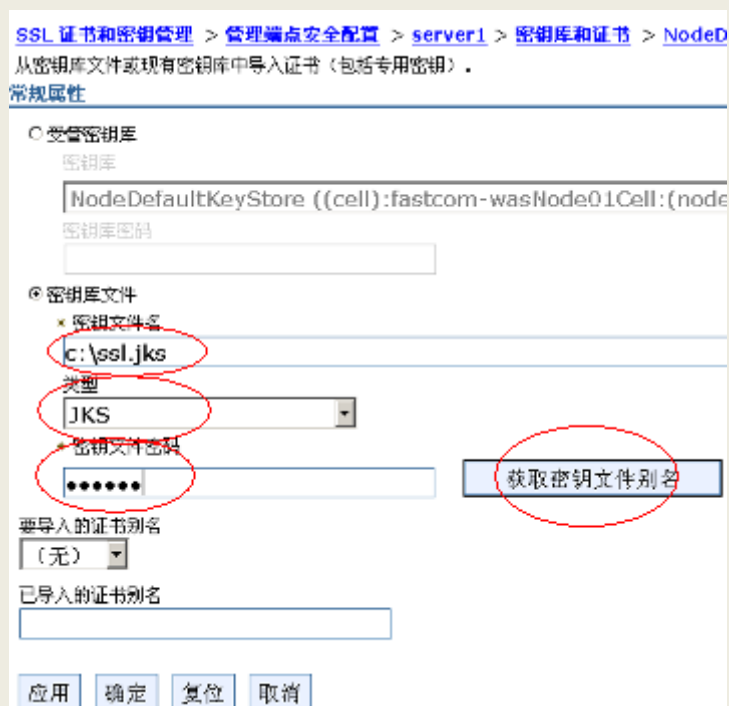 SSL 证书和密钥管理 > 管理端点安全配置 > server1 > 密钥库和证书 > NodeD
从密钥库文件或现有密钥库中导入证书（包括专用密钥）.
常规属性
受管密钥库
密钥库
NodeDefaultKeyStore ((cell):fastcom-wasNode01Cell:(node
密钥库密码
密钥库文件
* 密钥文件名
c:\ssl.jks
类型
JKS
* 密钥文件密码
●●●●●● 获取密钥文件别名
要导入的证书别名
（无）
已导入的证书别名
应用 确定 复位 取消